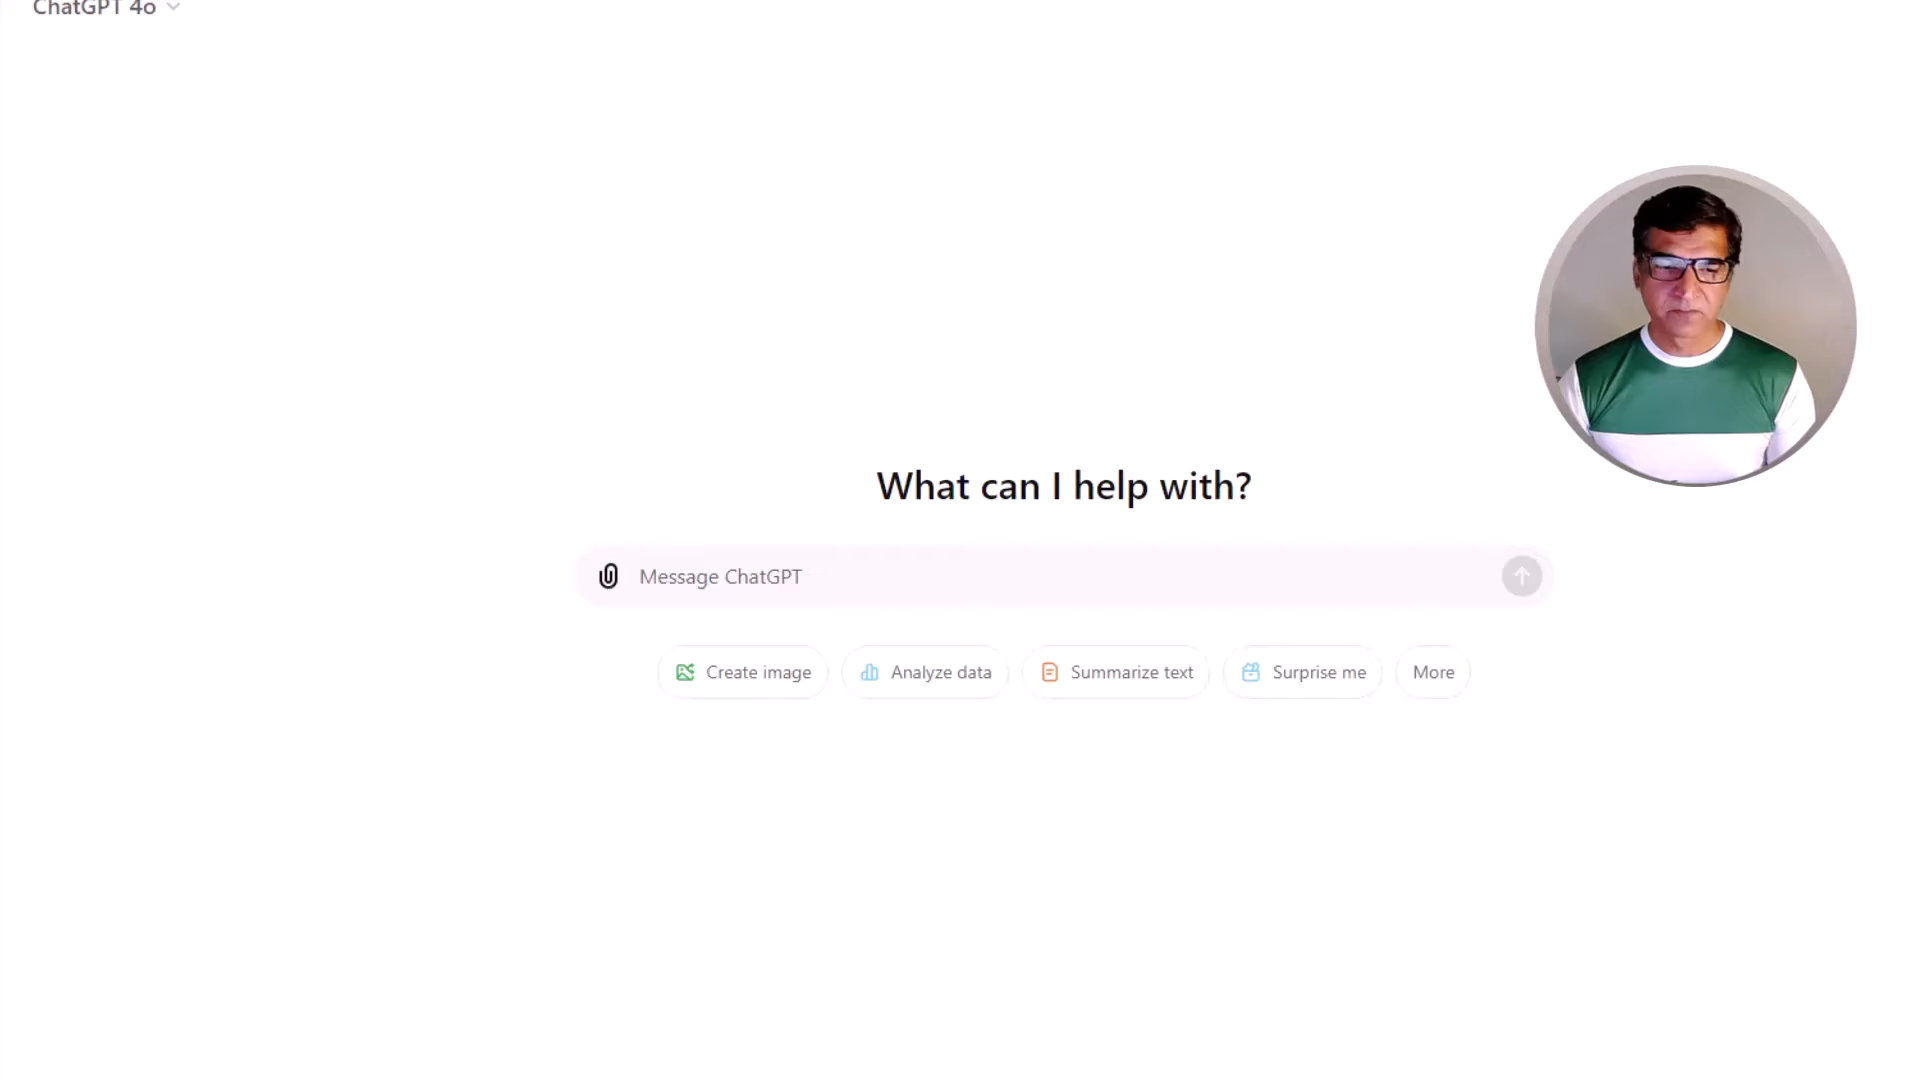 ChatGPT 4o
What can I help with?
Message ChatGPT
Create image
Analyze data
Summarize text
Surprise me
More